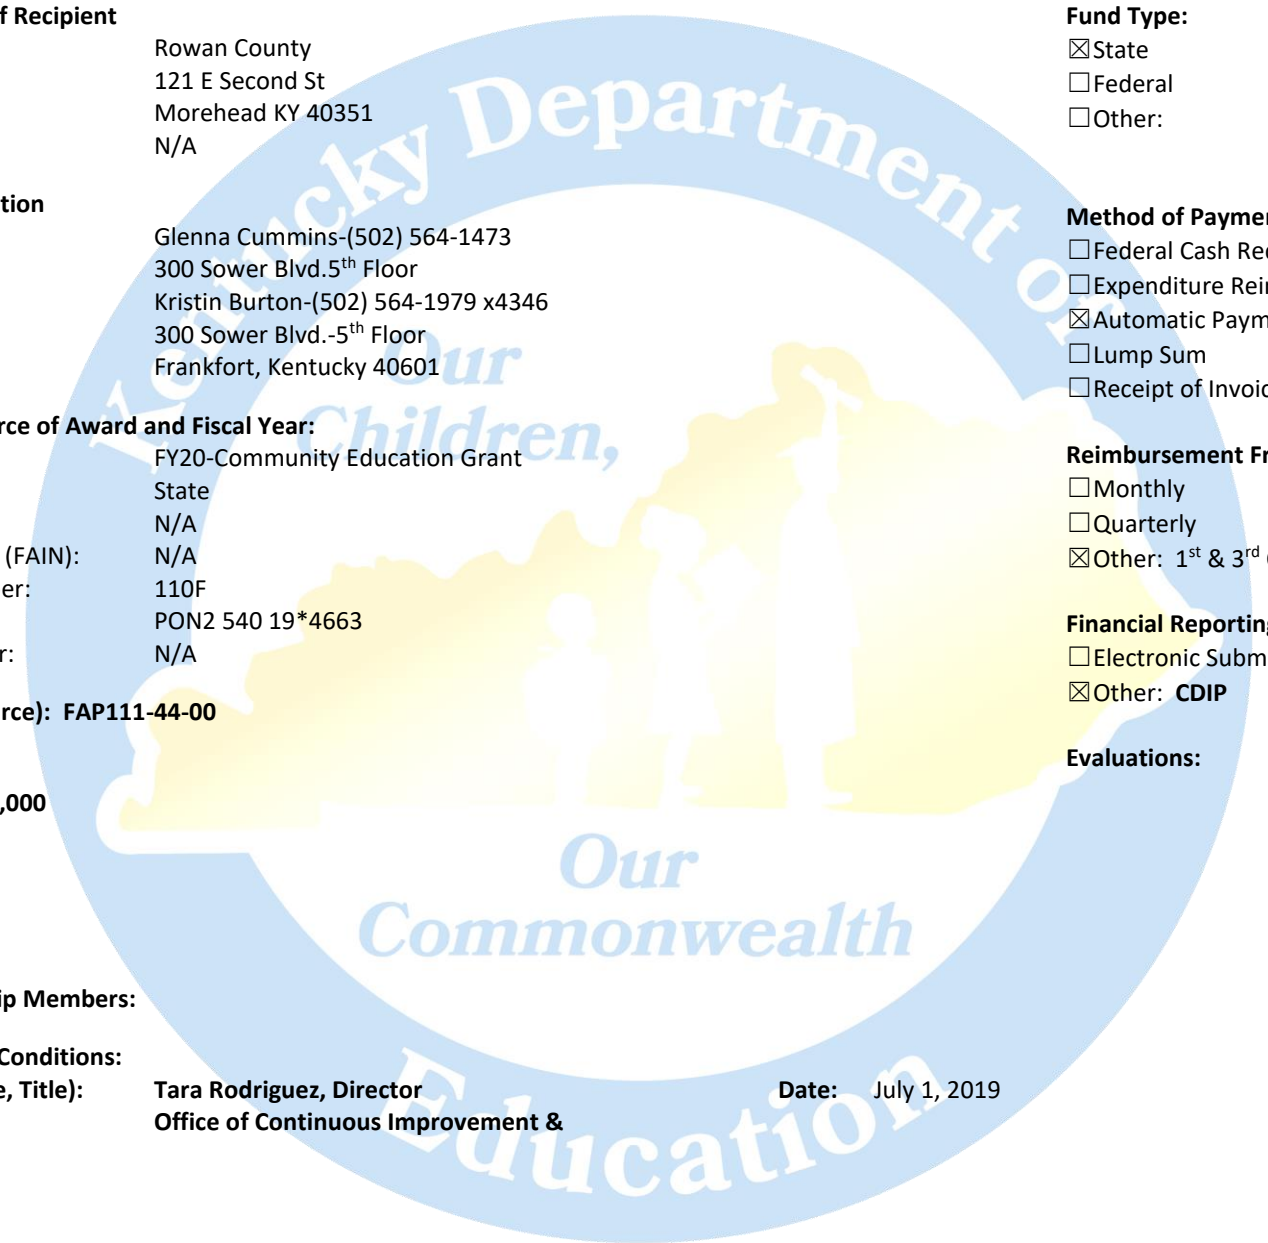 f Recipient
Rowan County
121 E Second St
Morehead KY 40351
N/A
tion
Glenna Cummins-(502) 564-1473
300 Sower Blvd.5th Floor
Kristin Burton-(502) 564-1979 x4346
300 Sower Blvd.-5th Floor
Frankfort, Kentucky 40601
rce of Award and Fiscal Year:
FY20-Community Education Grant
State
N/A
(FAIN): N/A
er: 110F
PON2 540 19*4663
r: N/A
rce): FAP111-44-00
,000
ip Members:
Conditions:
e, Title): Tara Rodriguez, Director Date: July 1, 2019
Office of Continuous Improvement &
Fund Type:
☒State
☐Federal
☐Other:
Method of Paymen
☐Federal Cash Req
☐Expenditure Rein
☒Automatic Paym
☐Lump Sum
☐Receipt of Invoic
Reimbursement Fr
☐Monthly
☐Quarterly
☒Other: 1st & 3rd
Financial Reporting
☐Electronic Subm
☒Other: CDIP
Evaluations:
Kentucky Department of
Education
Our
Children,
Our
Commonwealth